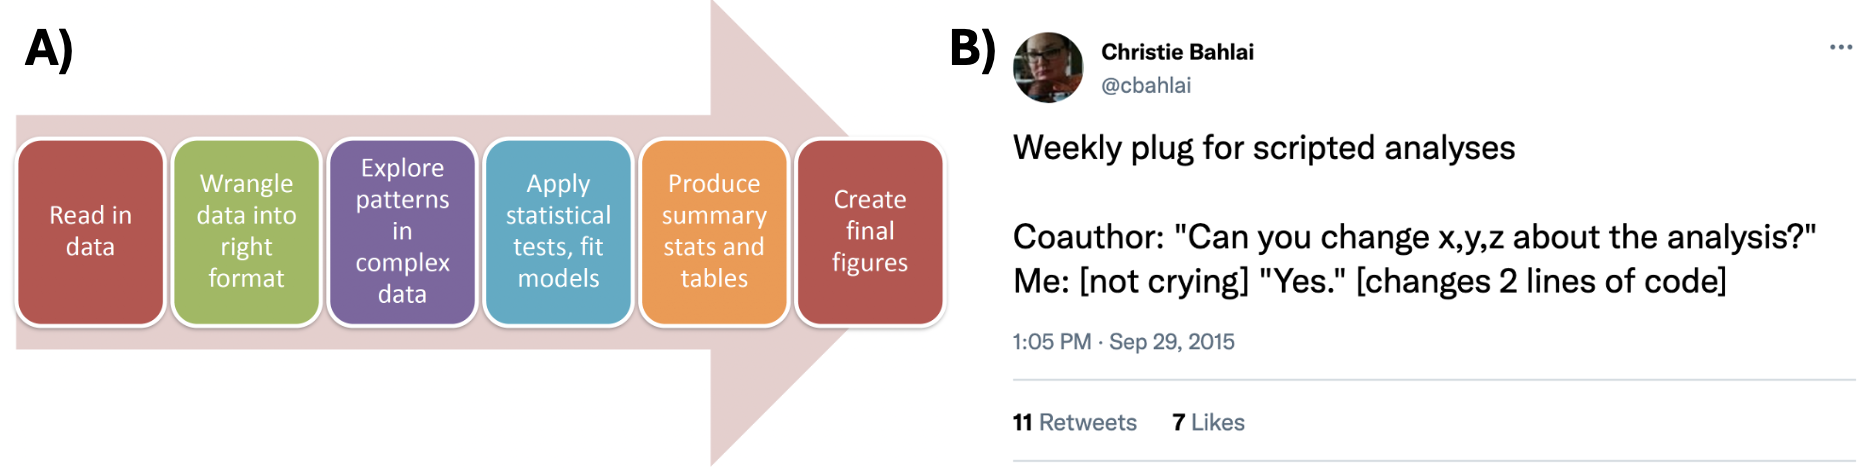 A)
Read in
data
Wrangle
data into
right
format
Explore
patterns
in
complex
data
Apply
statistical
tests, fit
models
Produce
summary
stats and
tables
Create
final
figures
B)
Christie Bahlai
@cbahlai
Weekly plug for scripted analyses
Coauthor: "Can you change x,y,z about the analysis?"
Me: [not crying] "Yes." [changes 2 lines of code]
1:05 PM · Sep 29, 2015
11 Retweets 7 Likes